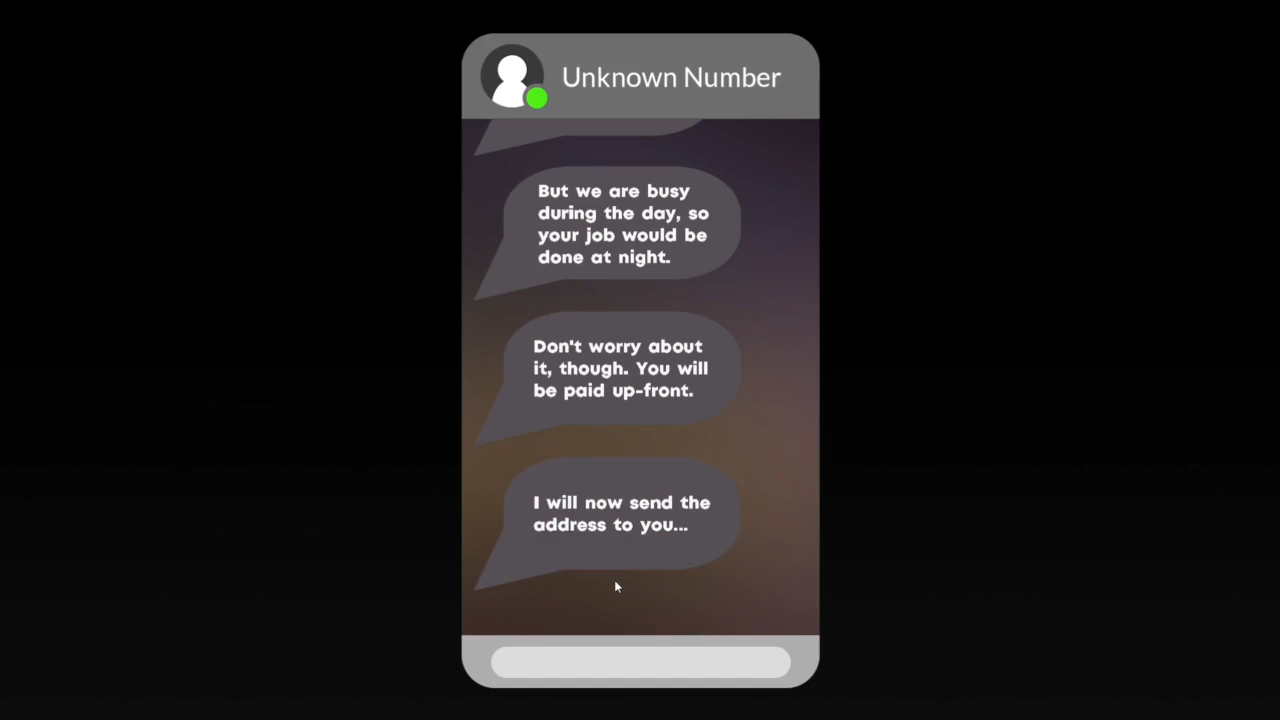 Unknown Number
But we are busy
during the day, so
your job would be
done at night.
Don't worry about
it, though. You will
be paid up-front.
I will now send the
address to you...